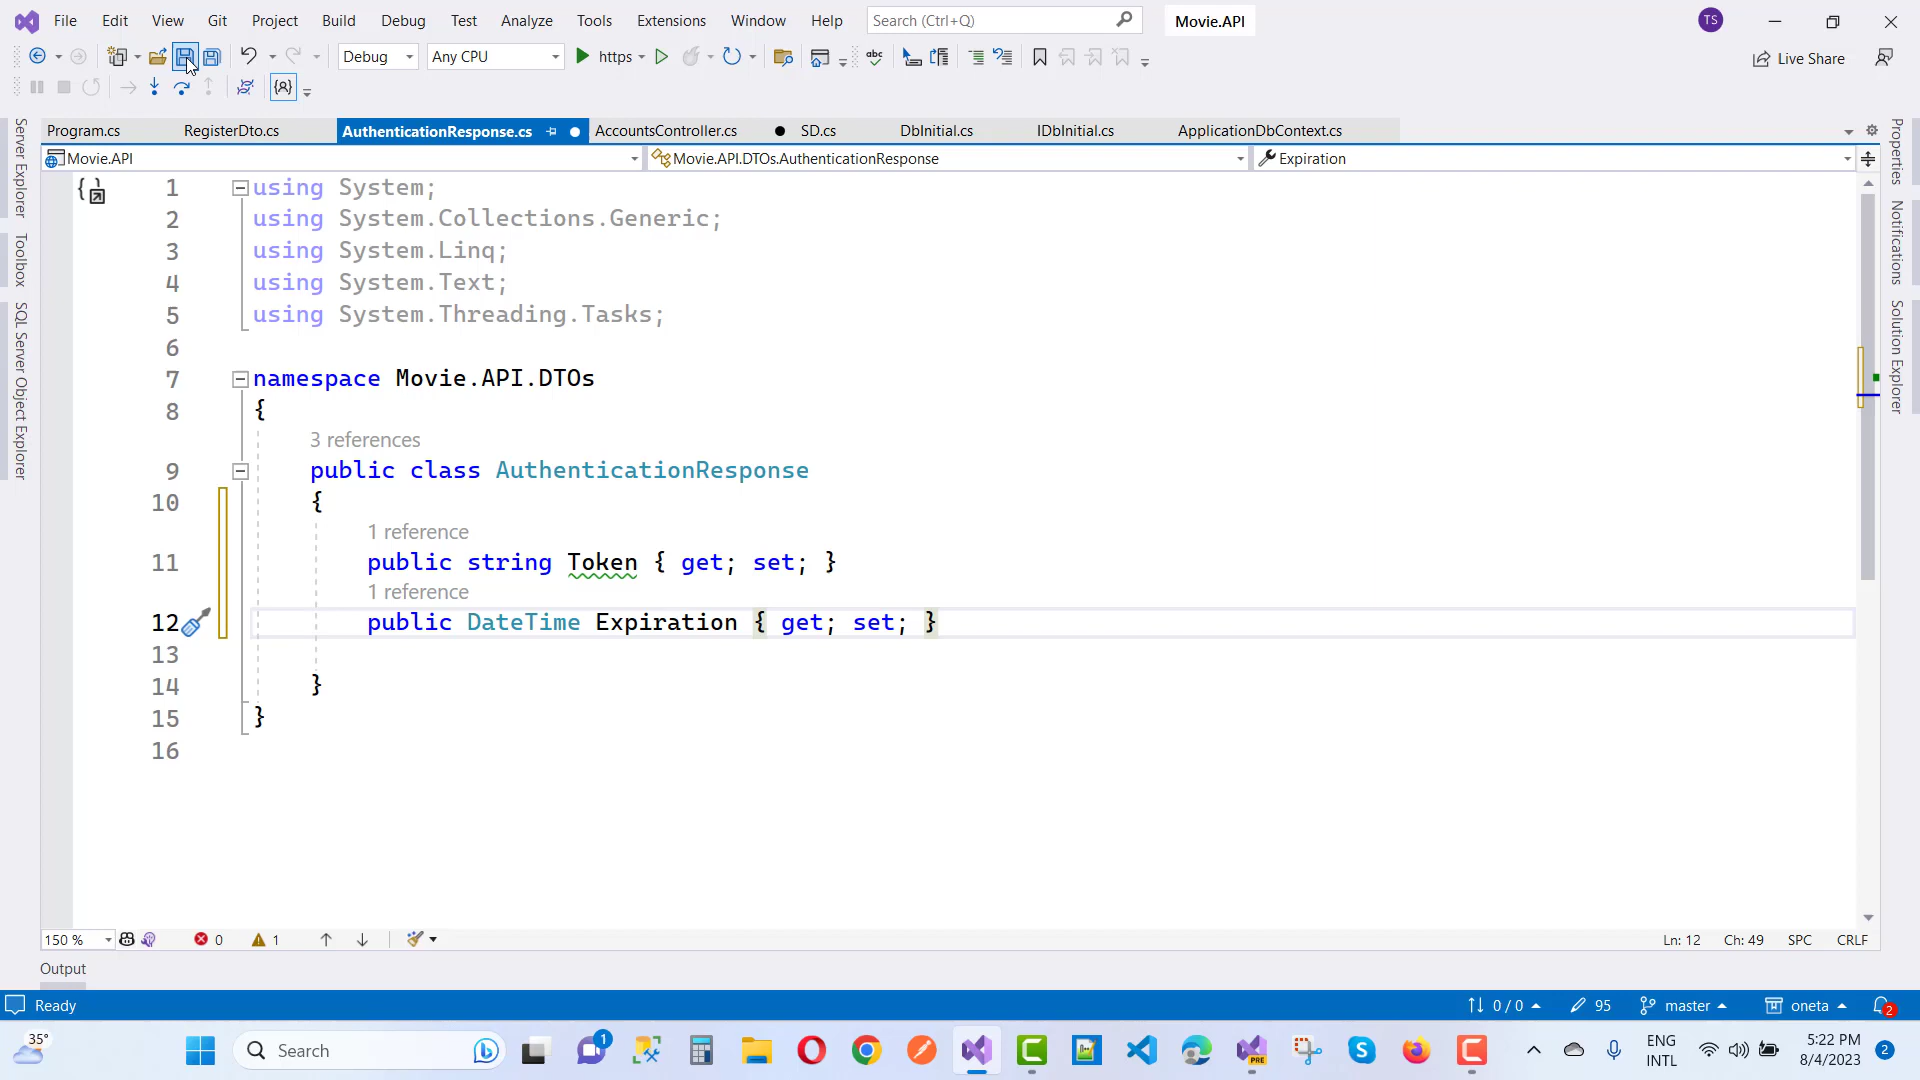 File Edit View Git Project Build Debug Test Analyze Tools Extensions Window Help Search (Ctrl+Q) Movie.API TS
Debug Any CPU https abc Live Share
Program.cs RegisterDto.cs AuthenticationResponse.cs AccountsController.cs SD.cs DbInitial.cs IDbInitial.cs ApplicationDbContext.cs
Movie.API Movie.API.DTOs.AuthenticationResponse Expiration
Server Explorer
Toolbox
SQL Server Object Explorer
1 using System;
2 using System.Collections.Generic;
3 using System.Linq;
4 using System.Text;
5 using System.Threading.Tasks;
6
7 namespace Movie.API.DTOs
8 {
3 references
9 public class AuthenticationResponse
10 {
1 reference
11 public string Token { get; set; }
1 reference
12 public DateTime Expiration { get; set; }
13
14 }
15 }
16
Properties
Notifications
Solution Explorer
150 % 0 1 Ln: 12 Ch: 49 SPC CRLF
Output
Ready 0 / 0 95 master oneta 2
35° Search 1 PRE ENG INTL 5:22 PM 8/4/2023 2